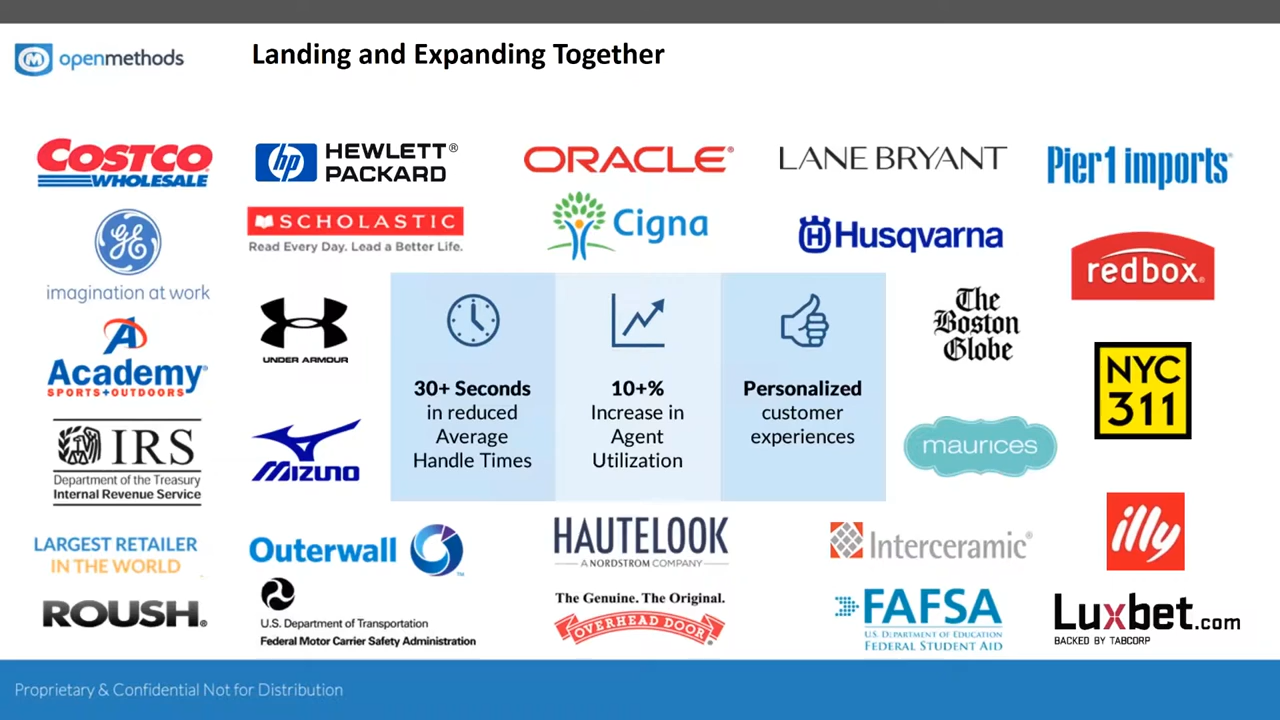 openmethods
Landing and Expanding Together
COSTCO
WHOLESALE
hp HEWLETT®
PACKARD
ORACLE®
LANE BRYANT
Pier1 imports®
GE
imagination at work
SCHOLASTIC
Read Every Day. Lead a Better Life.
Cigna
H Husqvarna
redbox®
UNDER ARMOUR
The
Boston
Globe
Academy®
SPORTS+OUTDOORS
30+ Seconds
in reduced
Average
Handle Times
10+%
Increase in
Agent
Utilization
Personalized
customer
experiences
NYC
311
IRS
Department of the Treasury
Internal Revenue Service
MIZUNO
maurices
LARGEST RETAILER
IN THE WORLD
Outerwall™
HAUTELOOK
A NORDSTROM COMPANY
Interceramic®
illy
ROUSH®
U.S. Department of Transportation
Federal Motor Carrier Safety Administration
The Genuine. The Original.
OVERHEAD DOOR
FAFSA
U.S. DEPARTMENT OF EDUCATION
FEDERAL STUDENT AID
Luxbet.com
BACKED BY TABCORP
Proprietary & Confidential Not for Distribution